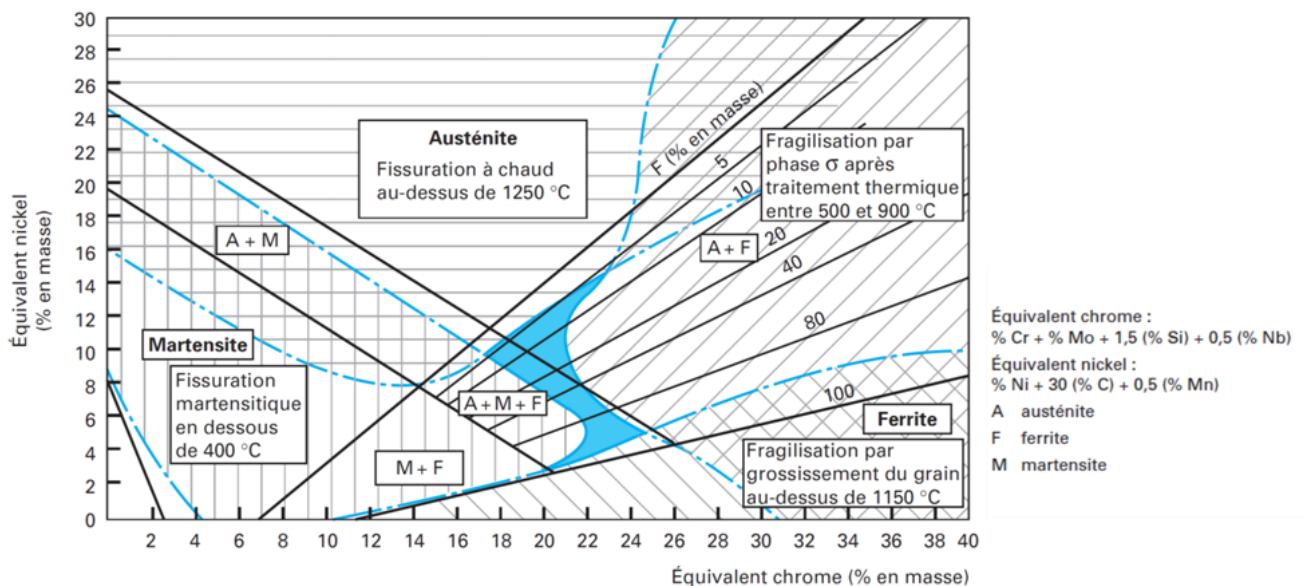 Équivalent nickel
(% en masse)
30
28
26
24
22
20
18
16
14
12
10
8
6
4
2
0
Austénite
Fissuration à chaud
au-dessus de 1250 °C
A + M
Martensite
Fissuration
martensitique
en dessous
de 400 °C
M + F
A + M + F
F (% en masse)
5
10
20
40
80
100
Fragilisation par
phase σ après
traitement thermique
entre 500 et 900 °C
A + F
Ferrite
Fragilisation par
grossissement du grain
au-dessus de 1150 °C
2 4 6 8 10 12 14 16 18 20 22 24 26 28 30 32 34 36 38 40
Équivalent chrome (% en masse)
Équivalent chrome :
% Cr + % Mo + 1,5 (% Si) + 0,5 (% Nb)
Équivalent nickel :
% Ni + 30 (% C) + 0,5 (% Mn)
A austénite
F ferrite
M martensite